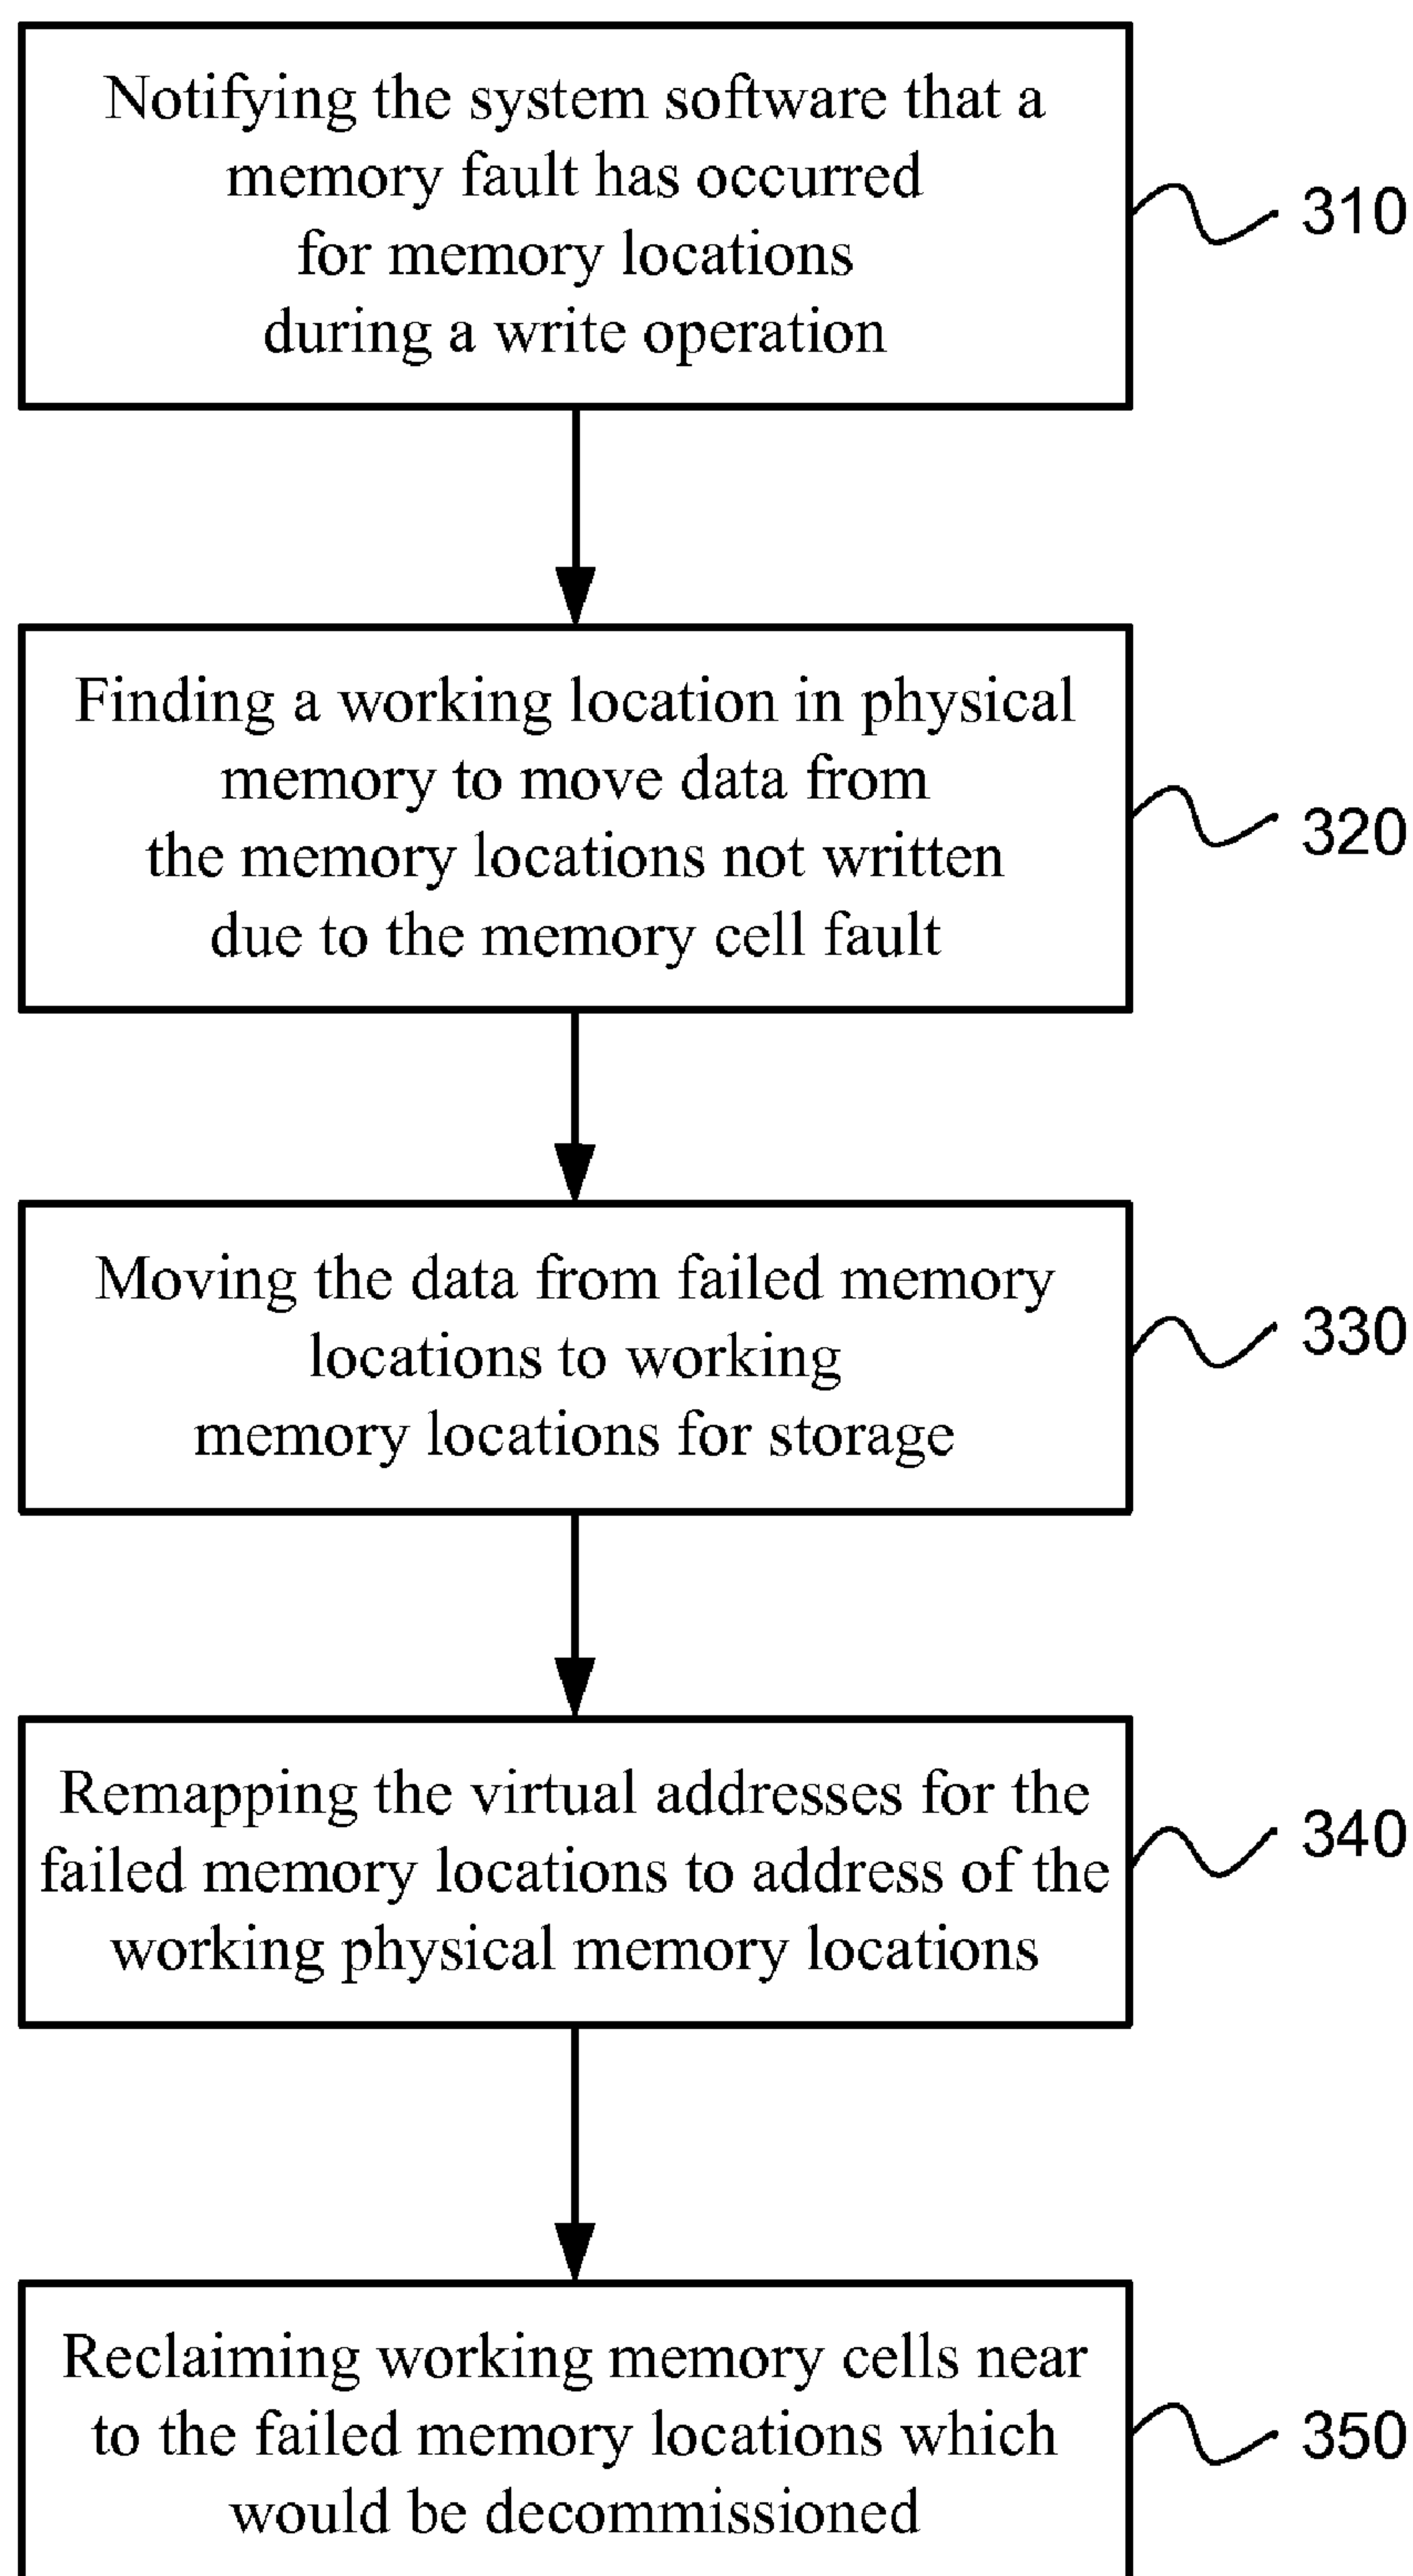 Notifying the system software that a
memory fault has occurred
for memory locations
during a write operation
310
Finding a working location in physical
memory to move data from
the memory locations not written
due to the memory cell fault
320
Moving the data from failed memory
locations to working
memory locations for storage
330
Remapping the virtual addresses for the
failed memory locations to address of the
working physical memory locations
340
Reclaiming working memory cells near
to the failed memory locations which
would be decommissioned
350